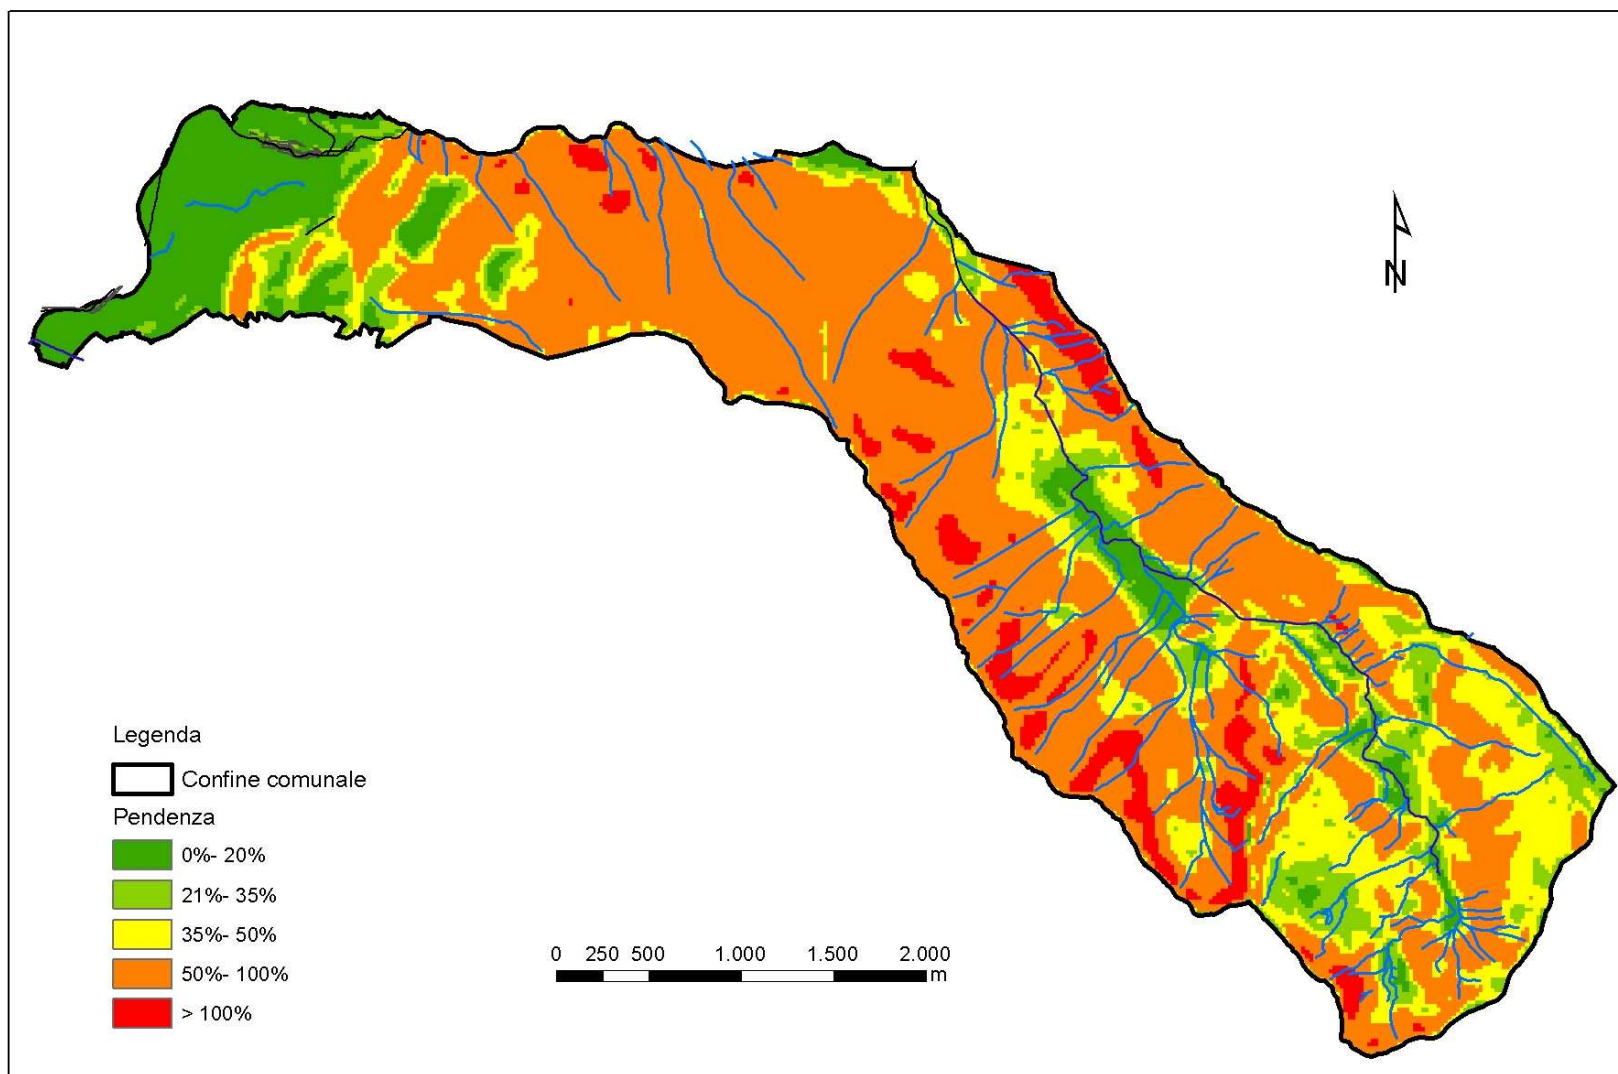 N
Legenda
Confine comunale
Pendenza
0%- 20%
21%- 35%
35%- 50%
50%- 100%
> 100%
0 250 500 1.000 1.500 2.000
m